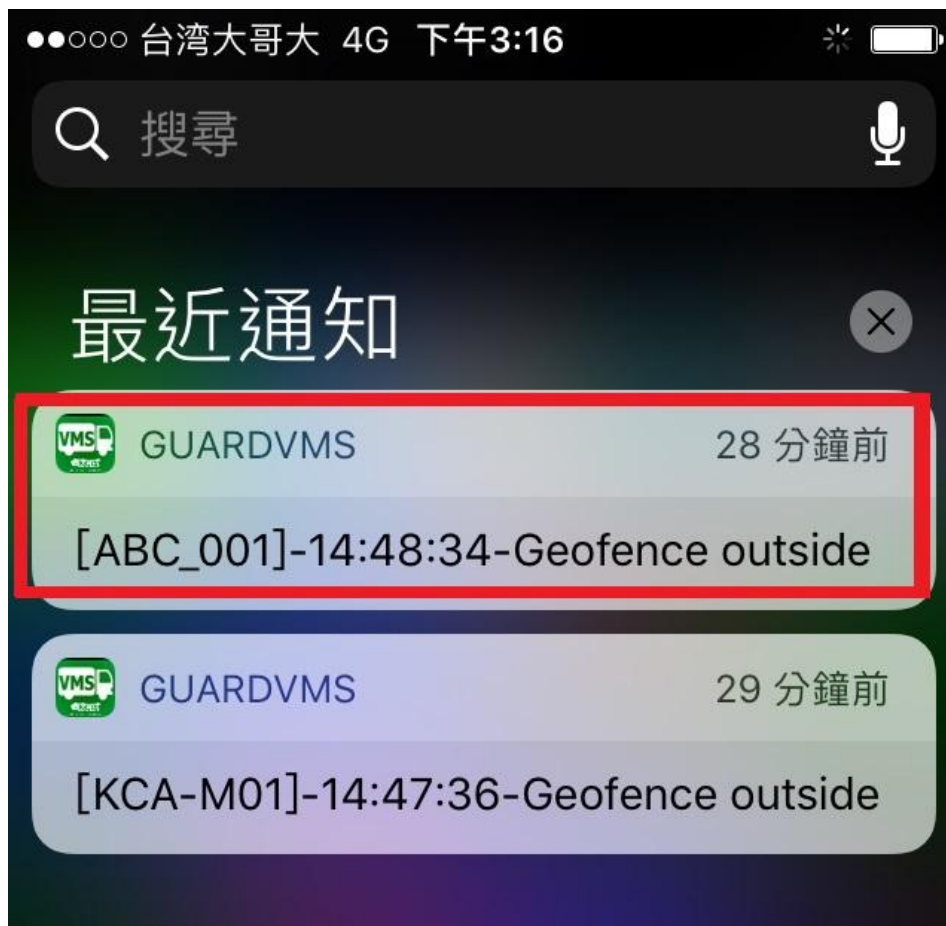 台湾大哥大 4G 下午3:16
搜尋
最近通知
VMS
GUARDVMS 28 分鐘前
[ABC_001]-14:48:34-Geofence outside
VMS
GUARDVMS 29 分鐘前
[KCA-M01]-14:47:36-Geofence outside